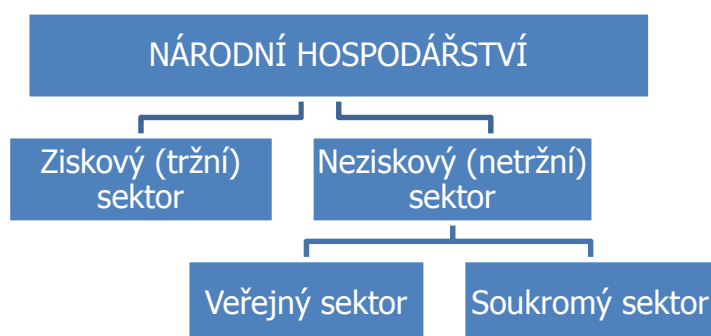 NÁRODNÍ HOSPODÁŘSTVÍ
Ziskový (tržní)
sektor
Neziskový (netržní)
sektor
Veřejný sektor
Soukromý sektor